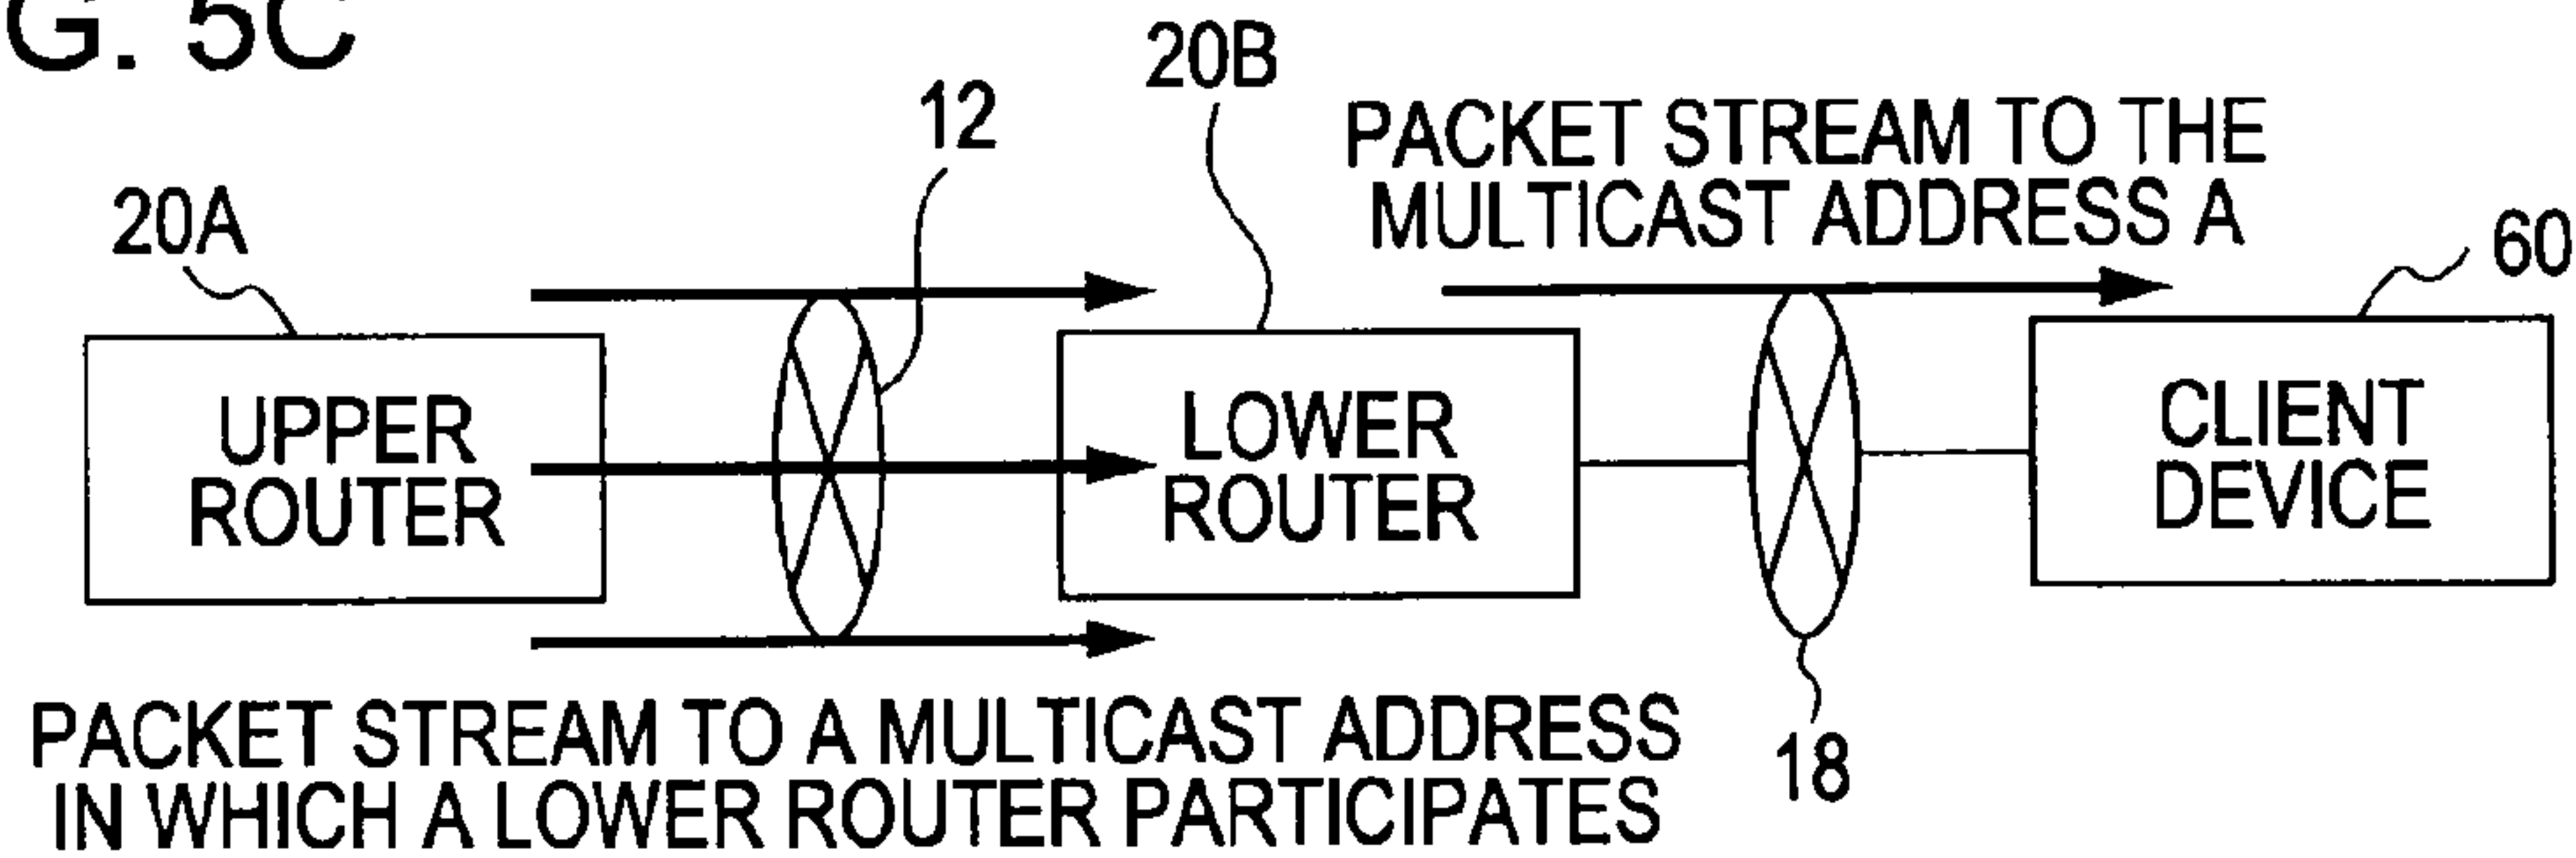 G. 5C
20B
12
PACKET STREAM TO THE
MULTICAST ADDRESS A
20A
60
UPPER
ROUTER
LOWER
ROUTER
CLIENT
DEVICE
PACKET STREAM TO A MULTICAST ADDRESS
IN WHICH A LOWER ROUTER PARTICIPATES
18